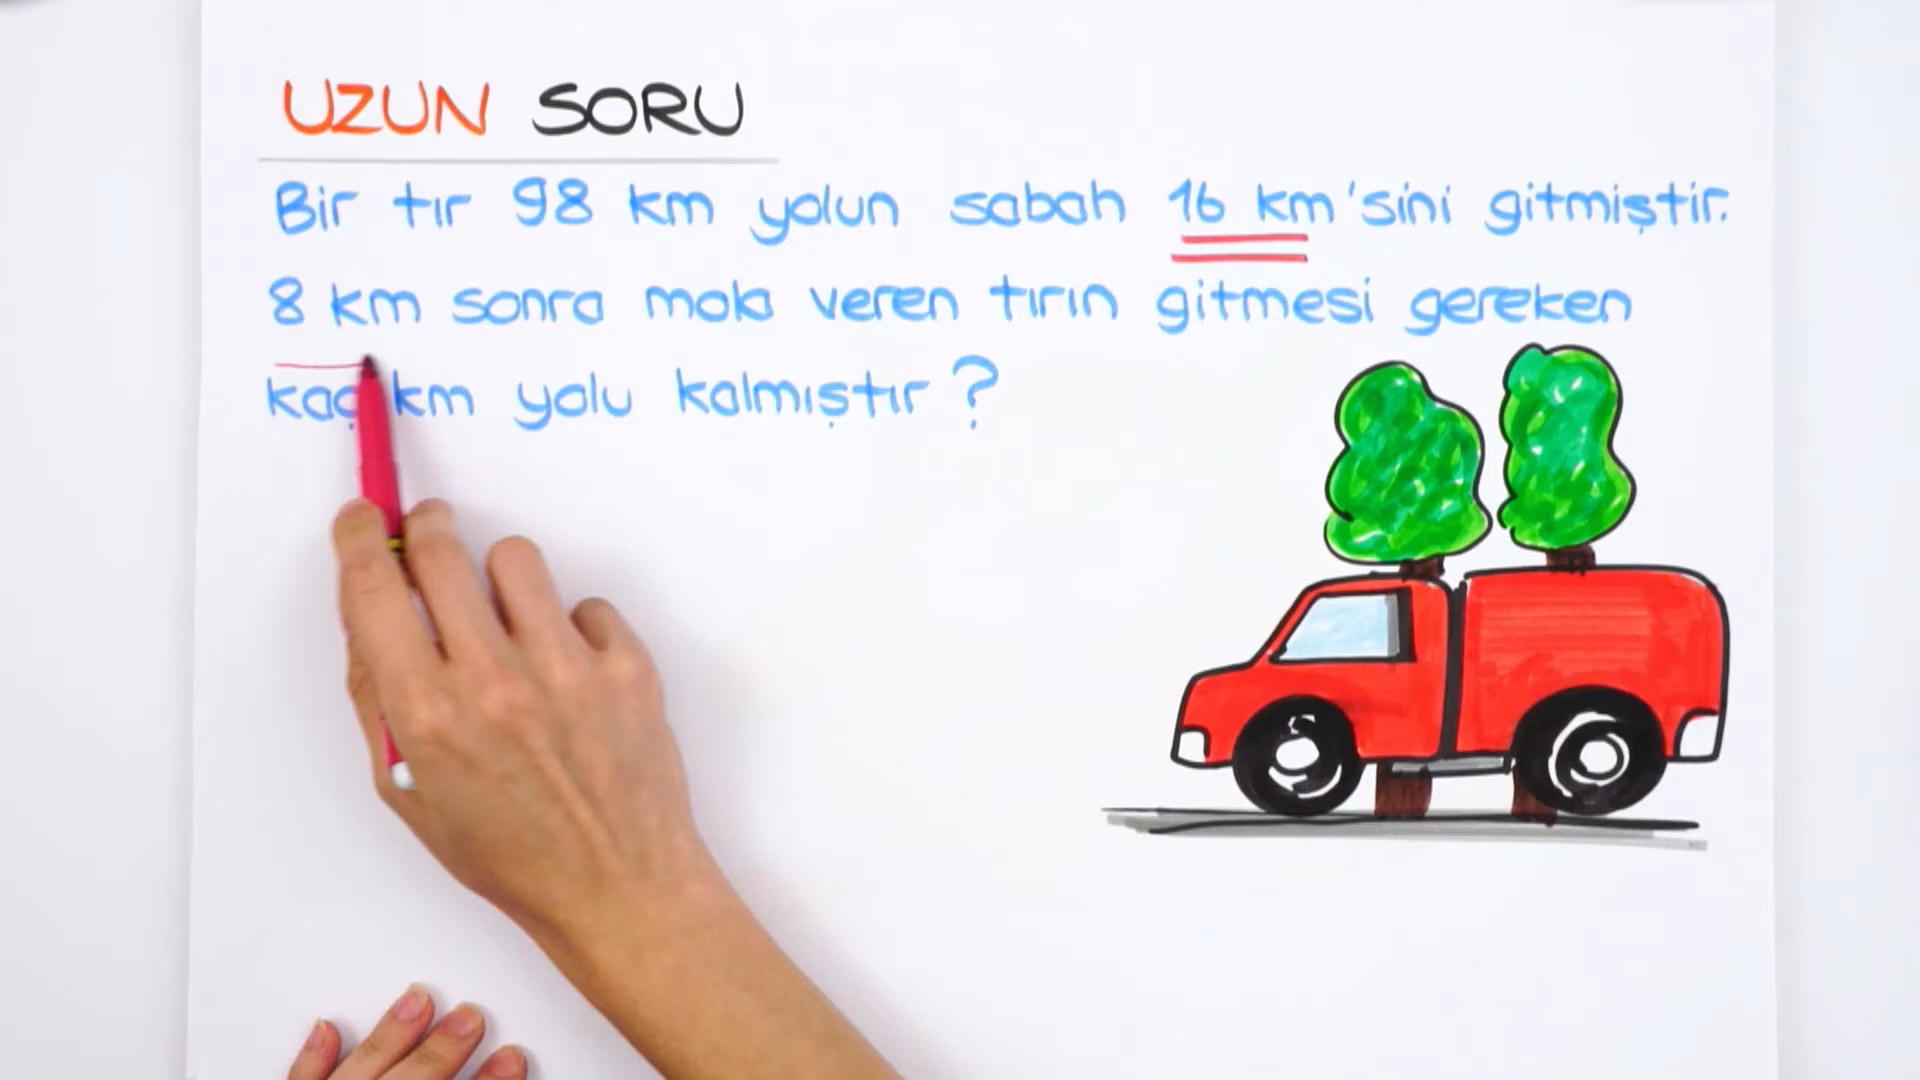 UZUN SORU
Bir tır 98 km yolun sabah 16 km'sini gitmiştir.
8 km sonra mola veren tırın gitmesi gereken
kaç km yolu kalmıştır?